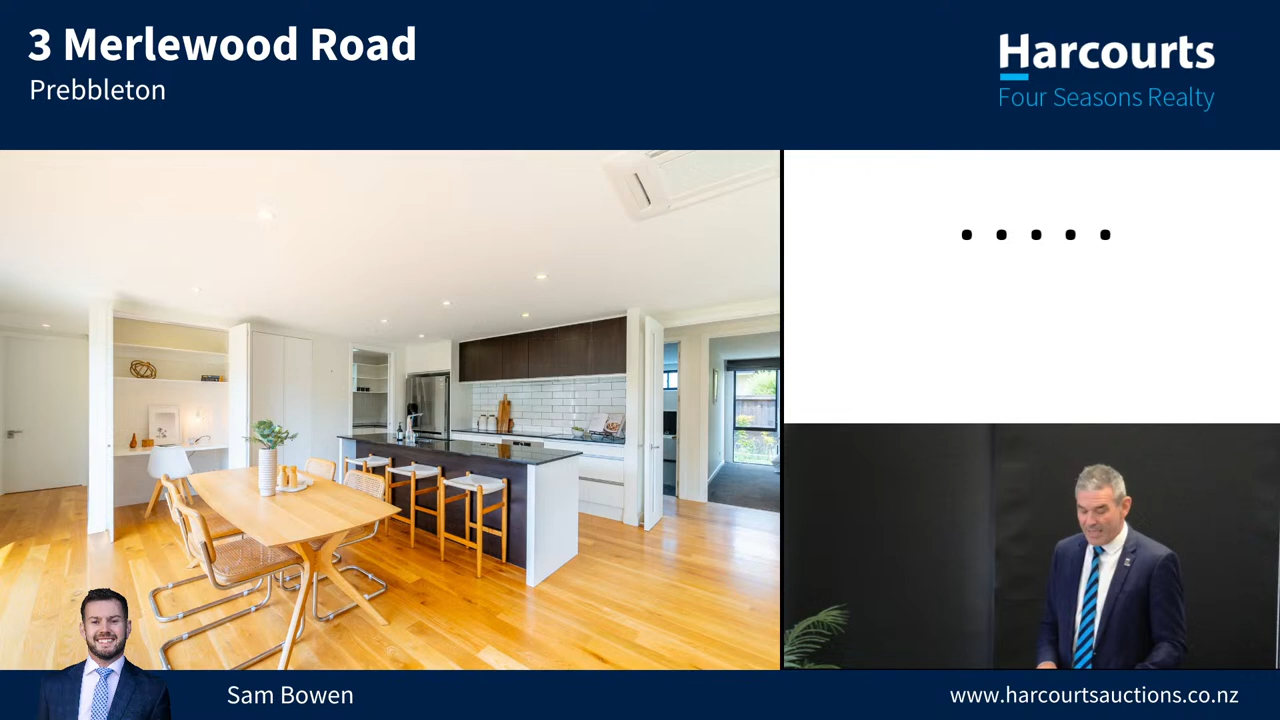 3 Merlewood Road
Prebbleton
Harcourts
Four Seasons Realty
.....
Sam Bowen
www.harcourtsauctions.co.nz